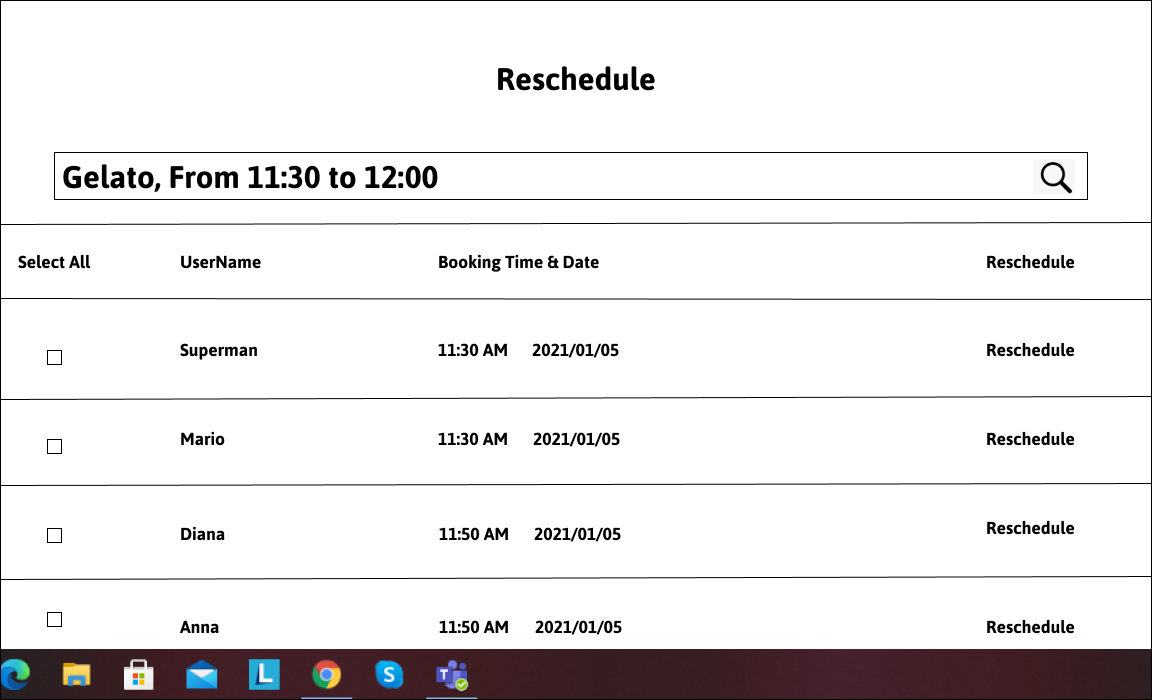 Reschedule
Gelato, From 11:30 to 12:00
Select All UserName Booking Time & Date Reschedule
Superman 11:30 AM 2021/01/05 Reschedule
Mario 11:30 AM 2021/01/05 Reschedule
Diana 11:50 AM 2021/01/05 Reschedule
Anna 11:50 AM 2021/01/05 Reschedule
L S T